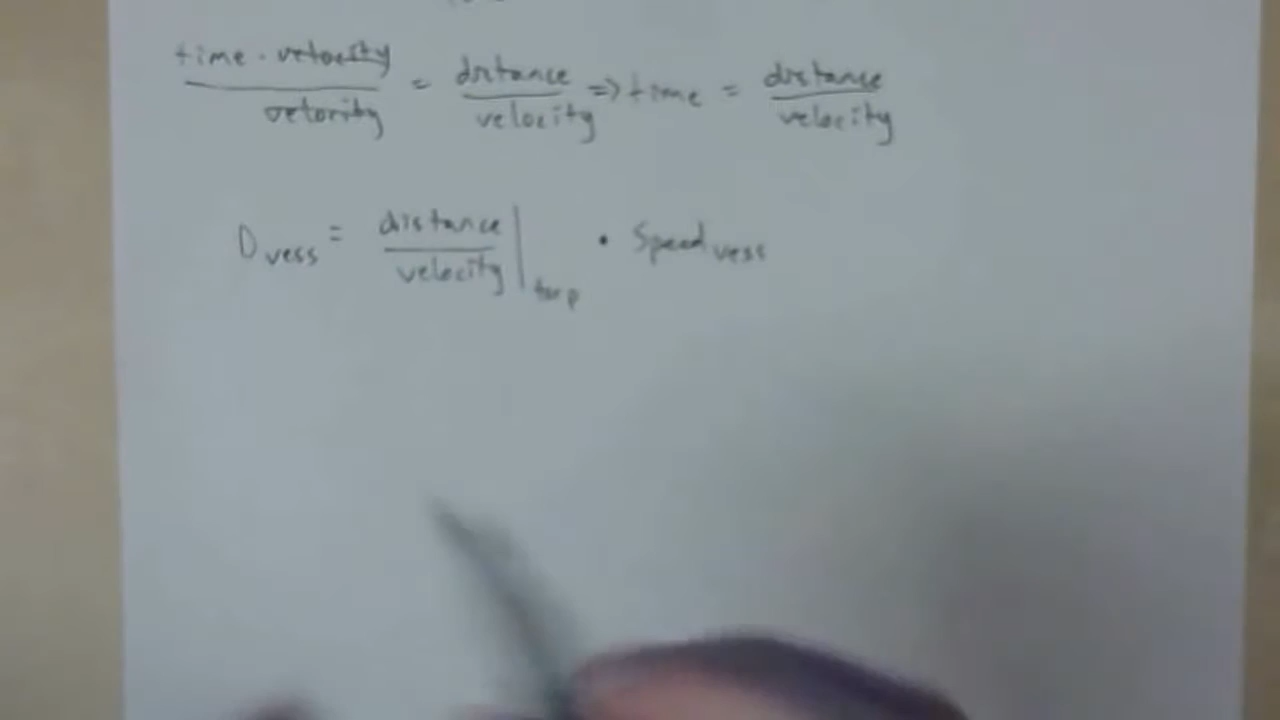 time · velocity / velocity = distance / velocity => time = distance / velocity
D vess = distance / velocity | torp · Speed vess